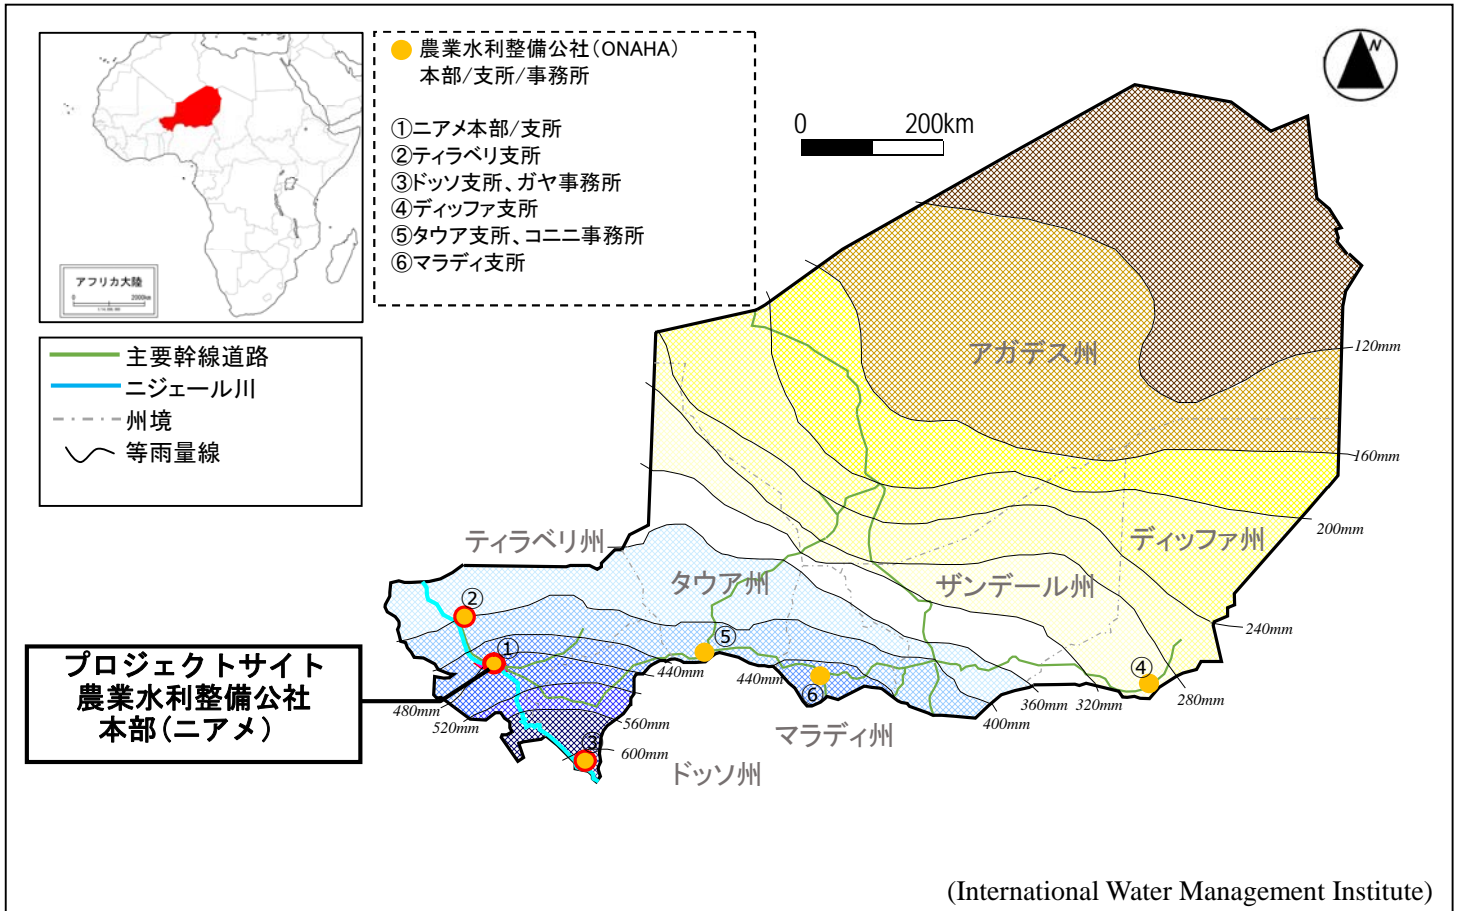 アフリカ大陸
0 2000km
農業水利整備公社(ONAHA)
本部/支所/事務所
①ニアメ本部/支所
②ティラベリ支所
③ドッソ支所、ガヤ事務所
④ディッファ支所
⑤タウア支所、コニニ事務所
⑥マラディ支所
N
0 200km
主要幹線道路
ニジェール川
州境
等雨量線
アガデス州
120mm
160mm
200mm
ディッファ州
ティラベリ州
タウア州
ザンデール州
②
①
⑤
④
⑥
③
240mm
280mm
320mm
360mm
400mm
440mm
440mm
480mm
520mm
560mm
600mm
マラディ州
ドッソ州
プロジェクトサイト
農業水利整備公社
本部(ニアメ)
(International Water Management Institute)